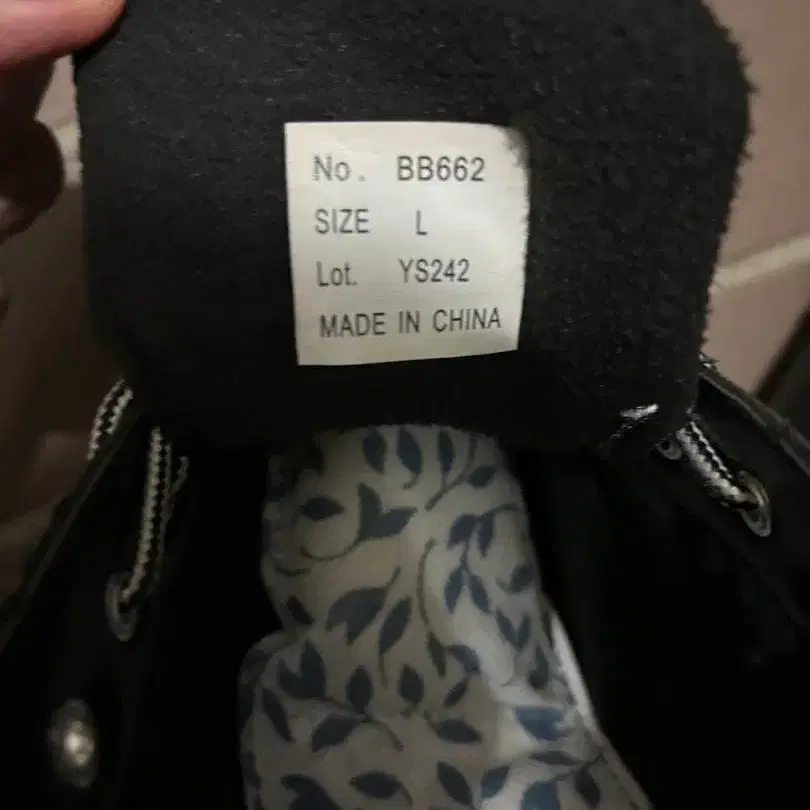 No. BB662
SIZE L
Lot. YS242
MADE IN CHINA